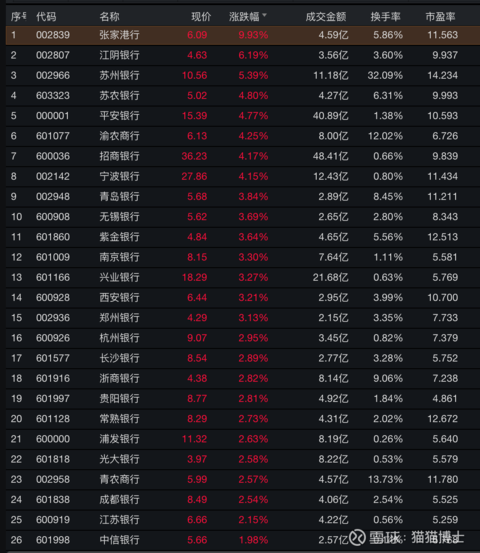 序号 代码 名称 现价 涨跌幅 成交金额 换手率 市盈率
1 002839 张家港行 6.09 9.93% 4.59亿 5.86% 11.563
2 002807 江阴银行 4.63 6.19% 3.56亿 3.60% 9.937
3 002966 苏州银行 10.56 5.39% 11.18亿 32.09% 14.234
4 603323 苏农银行 5.02 4.80% 4.27亿 6.31% 9.993
5 000001 平安银行 15.39 4.77% 40.89亿 1.38% 10.593
6 601077 渝农商行 6.13 4.25% 8.00亿 12.02% 6.726
7 600036 招商银行 36.23 4.17% 48.41亿 0.66% 9.839
8 002142 宁波银行 27.86 4.15% 12.43亿 0.80% 11.434
9 002948 青岛银行 5.68 3.84% 2.89亿 8.45% 11.211
10 600908 无锡银行 5.62 3.69% 2.65亿 2.80% 8.343
11 601860 紫金银行 4.84 3.64% 4.65亿 5.56% 12.513
12 601009 南京银行 8.15 3.30% 7.64亿 1.11% 5.581
13 601166 兴业银行 18.29 3.27% 21.68亿 0.63% 5.769
14 600928 西安银行 6.44 3.21% 2.95亿 3.99% 10.700
15 002936 郑州银行 4.29 3.13% 2.15亿 3.35% 7.733
16 600926 杭州银行 9.07 2.95% 3.45亿 0.82% 7.379
17 601577 长沙银行 8.54 2.89% 2.77亿 3.28% 5.752
18 601916 浙商银行 4.38 2.82% 8.14亿 9.06% 7.238
19 601997 贵阳银行 8.77 2.81% 4.92亿 1.84% 4.861
20 601128 常熟银行 8.29 2.73% 4.31亿 2.02% 12.672
21 600000 浦发银行 11.32 2.63% 8.19亿 0.26% 5.640
22 601818 光大银行 3.97 2.58% 8.22亿 0.53% 5.579
23 002958 青农商行 5.99 2.57% 4.57亿 13.73% 11.780
24 601838 成都银行 8.49 2.54% 4.06亿 2.54% 5.525
25 600919 江苏银行 6.66 2.15% 4.22亿 0.56% 5.259
26 601998 中信银行 5.66 1.98% 2.57亿
雪球：猫猫博士